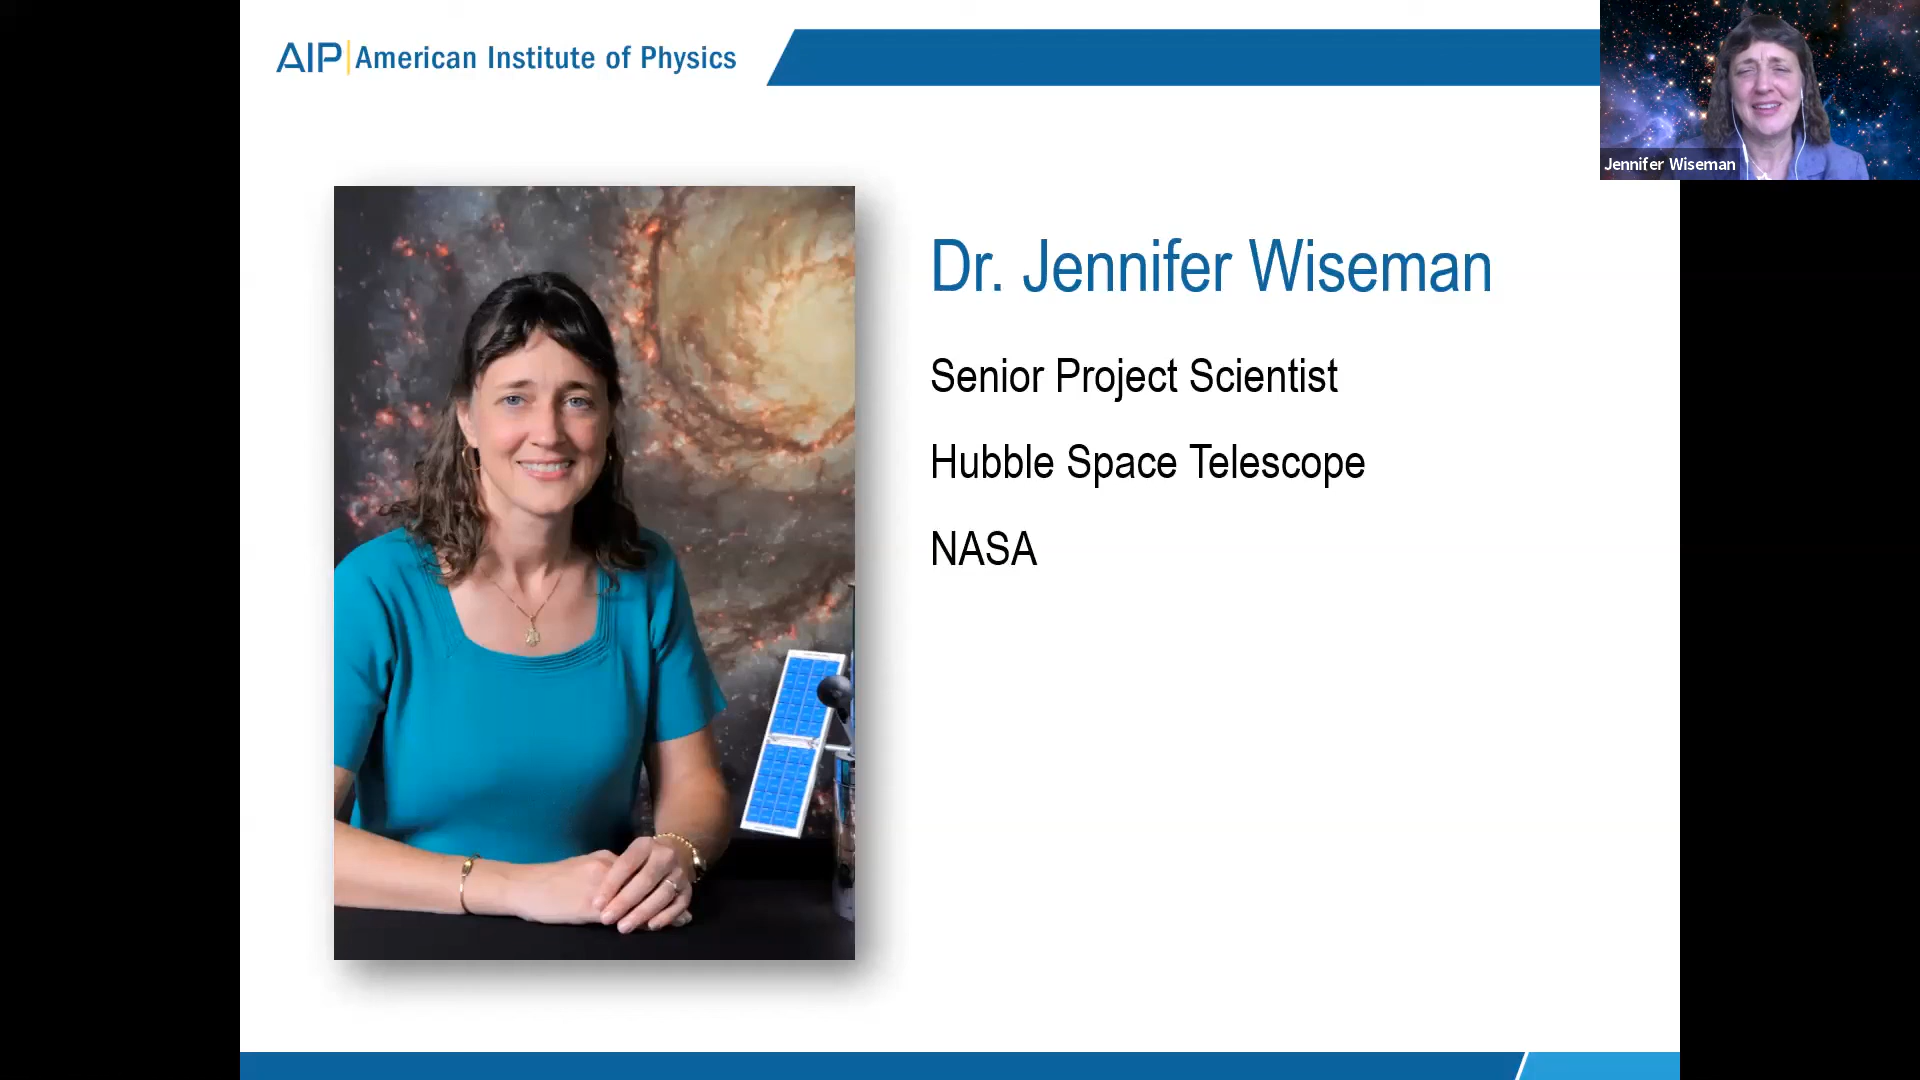 AIP American Institute of Physics
Jennifer Wiseman
Dr. Jennifer Wiseman
Senior Project Scientist
Hubble Space Telescope
NASA